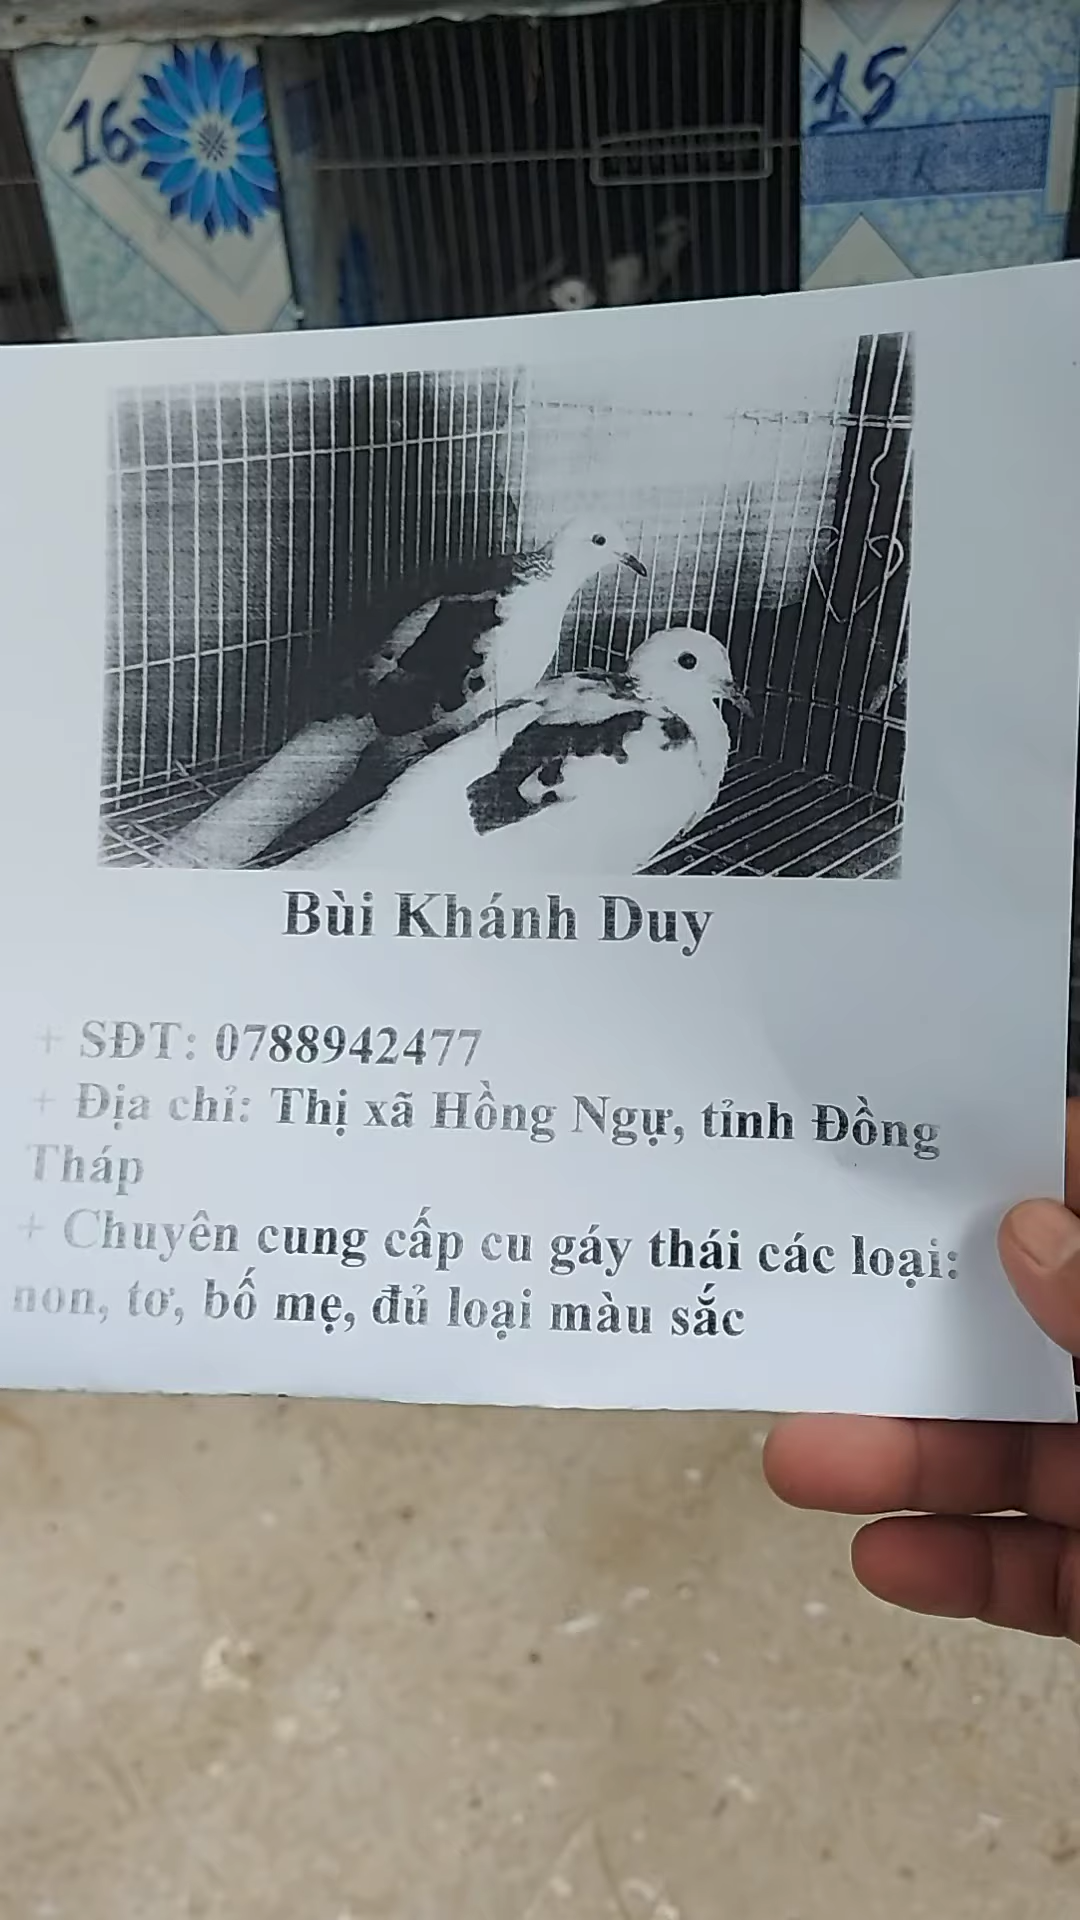 16
15
Bùi Khánh Duy
+ SĐT: 0788942477
+ Địa chỉ: Thị xã Hồng Ngự, tỉnh Đồng
Tháp
+ Chuyên cung cấp cu gáy thái các loại:
non, tơ, bố mẹ, đủ loại màu sắc